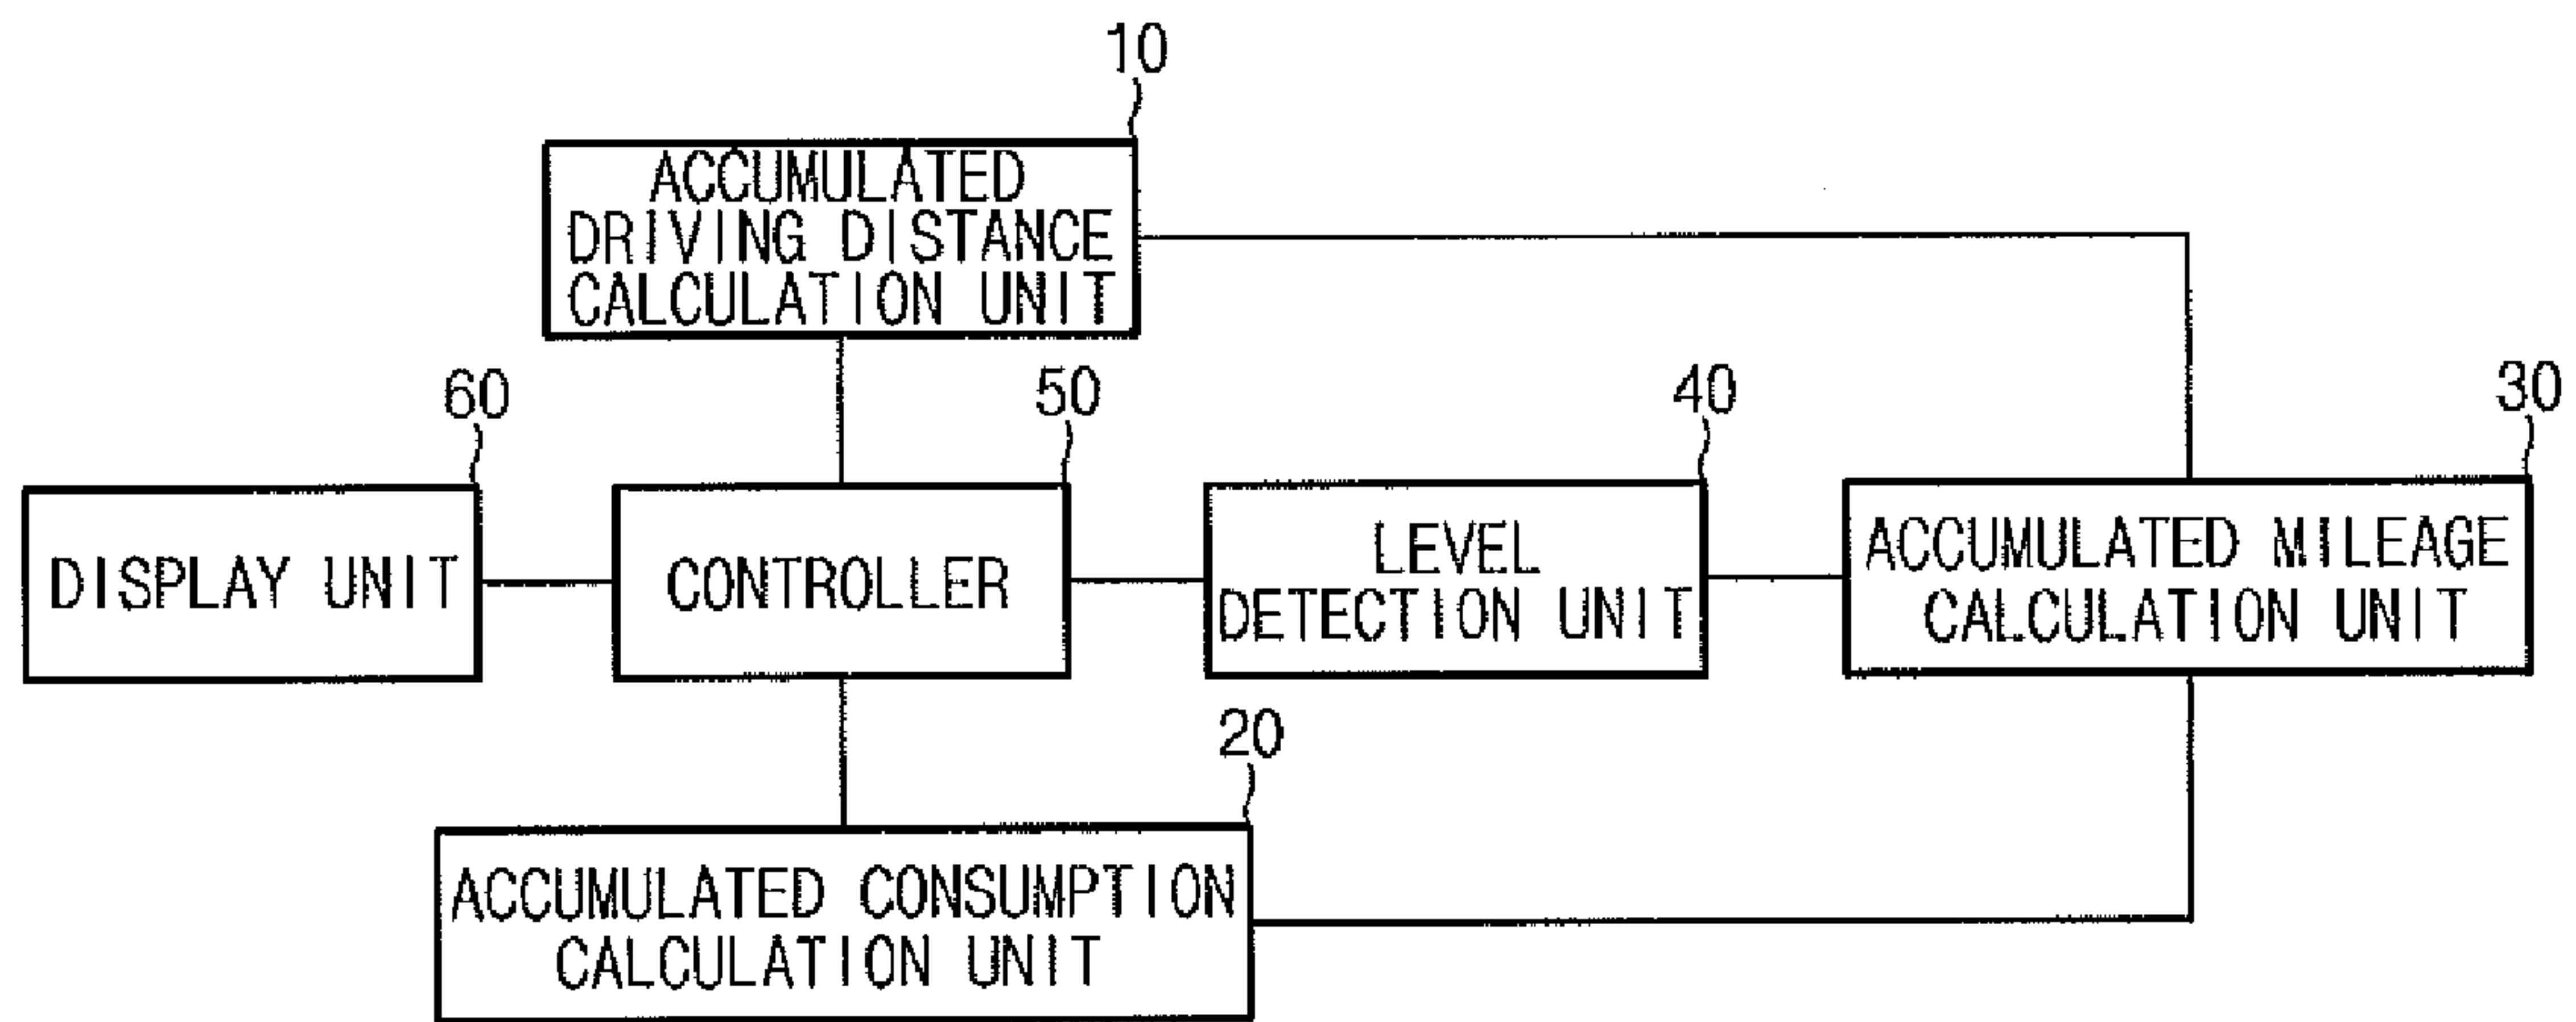 10
ACCUMULATED
DRIVING DISTANCE
CALCULATION UNIT
60
50
40
30
DISPLAY UNIT
CONTROLLER
LEVEL
DETECTION UNIT
ACCUMULATED MILEAGE
CALCULATION UNIT
20
ACCUMULATED CONSUMPTION
CALCULATION UNIT